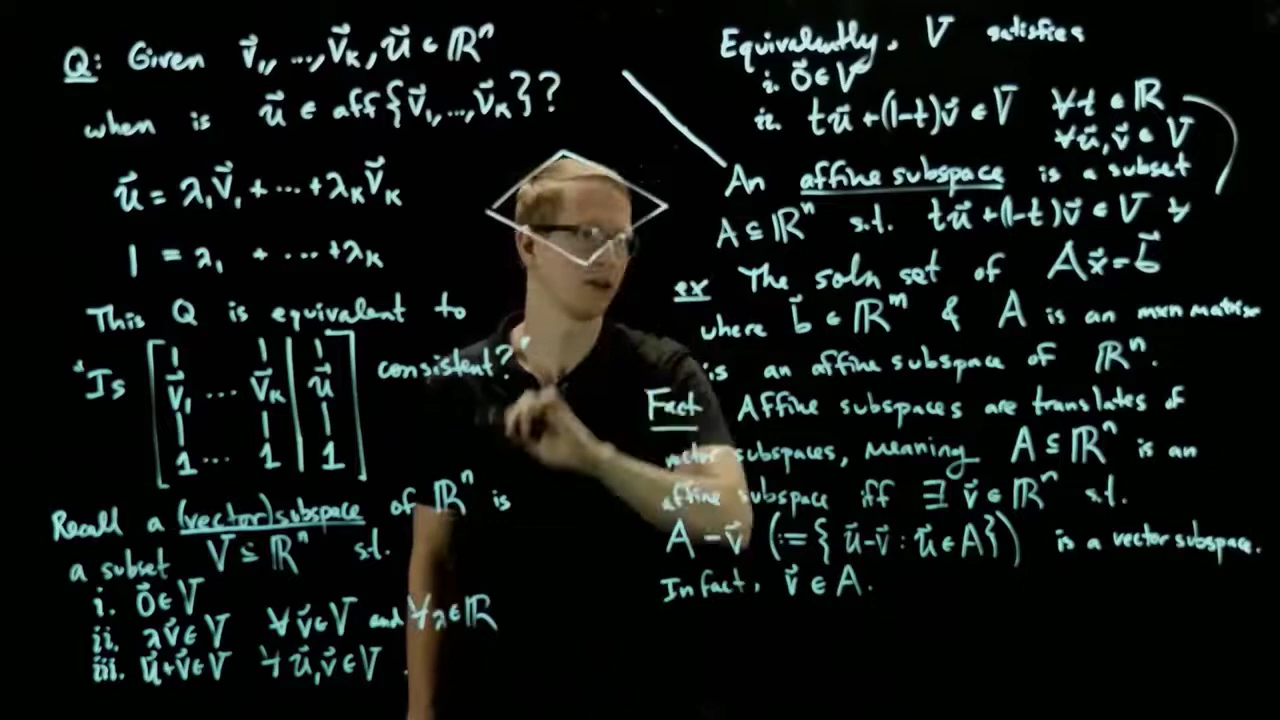 Q: Given v⃗₁, ..., v⃗ₖ, u⃗ ∈ ℝⁿ
when is u⃗ ∈ aff{v⃗₁, ..., v⃗ₖ}?
u⃗ = λ₁v⃗₁ + ... + λₖv⃗ₖ
1 = λ₁ + ... + λₖ
This Q is equivalent to
"Is [ v⃗₁ ... v⃗ₖ | u⃗ ] consistent?"
1 ... 1 | 1
Recall a (vector) subspace of ℝⁿ is
a subset V ⊆ ℝⁿ s.t.
i. 0⃗ ∈ V
ii. λv⃗ ∈ V ∀ v⃗ ∈ V and ∀ λ ∈ ℝ
iii. u⃗ + v⃗ ∈ V ∀ u⃗, v⃗ ∈ V.
Equivalently, V satisfies
i. 0⃗ ∈ V
ii. tu⃗ + (1-t)v⃗ ∈ V ∀ t ∈ ℝ
∀ u⃗, v⃗ ∈ V
An affine subspace is a subset
A ⊆ ℝⁿ s.t. tu⃗ + (1-t)v⃗ ∈ V
ex The soln set of Ax⃗ = b⃗
where b⃗ ∈ ℝᵐ & A is an mxn matrix
is an affine subspace of ℝⁿ.
Fact Affine subspaces are translates of
vector subspaces, meaning A ⊆ ℝⁿ is an
affine subspace iff ∃ v⃗ ∈ ℝⁿ s.t.
A - v⃗ (:= { u⃗ - v⃗ : u⃗ ∈ A }) is a vector subspace.
In fact, v⃗ ∈ A.